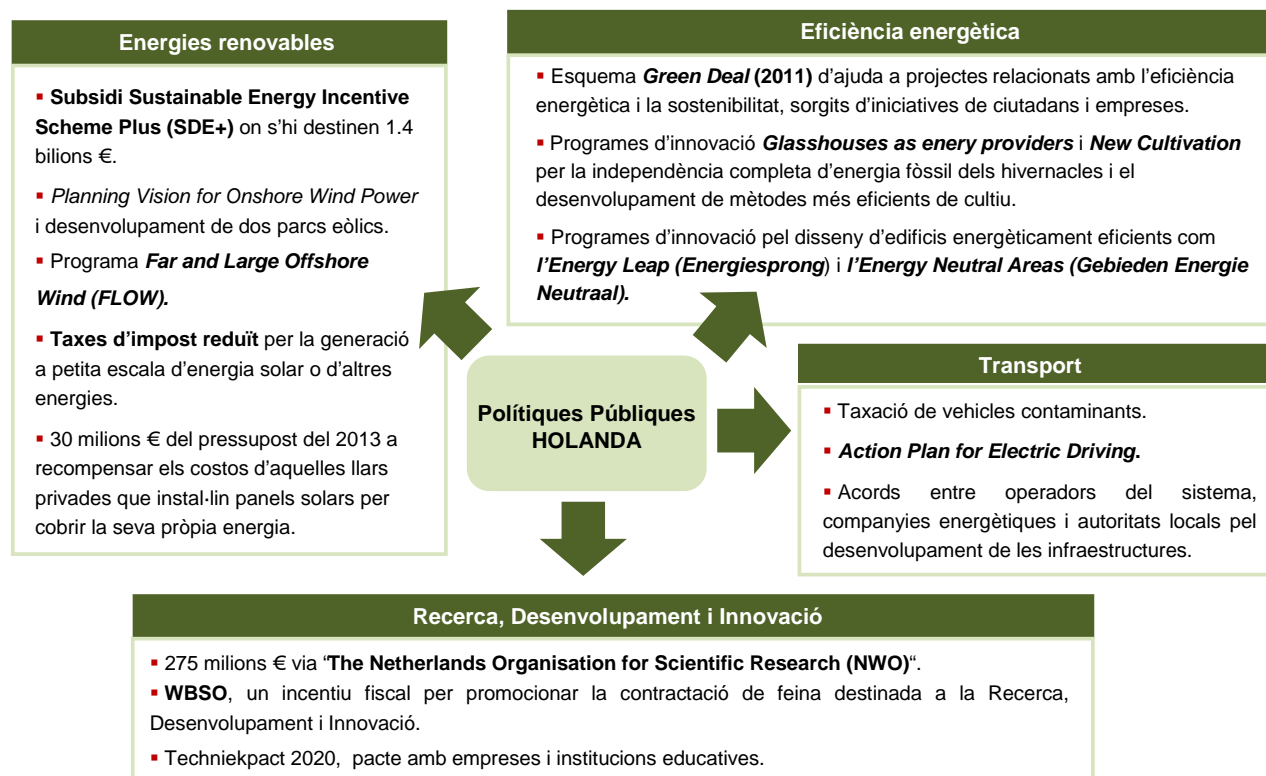 Energies renovables
▪ Subsidi Sustainable Energy Incentive
Scheme Plus (SDE+) on s’hi destinen 1.4
bilions €.
▪ Planning Vision for Onshore Wind Power
i desenvolupament de dos parcs eòlics.
▪ Programa Far and Large Offshore
Wind (FLOW).
▪ Taxes d’impost reduït per la generació
a petita escala d’energia solar o d’altres
energies.
▪ 30 milions € del pressupost del 2013 a
recompensar els costos d’aquelles llars
privades que instal·lin panels solars per
cobrir la seva pròpia energia.
Eficiència energètica
▪ Esquema Green Deal (2011) d’ajuda a projectes relacionats amb l’eficiència
energètica i la sostenibilitat, sorgits d’iniciatives de ciutadans i empreses.
▪ Programes d’innovació Glasshouses as enery providers i New Cultivation
per la independència completa d’energia fòssil dels hivernacles i el
desenvolupament de mètodes més eficients de cultiu.
▪ Programes d’innovació pel disseny d’edificis energèticament eficients com
l’Energy Leap (Energiesprong) i l’Energy Neutral Areas (Gebieden Energie
Neutraal).
Polítiques Públiques
HOLANDA
Transport
▪ Taxació de vehicles contaminants.
▪ Action Plan for Electric Driving.
▪ Acords entre operadors del sistema,
companyies energètiques i autoritats locals pel
desenvolupament de les infraestructures.
Recerca, Desenvolupament i Innovació
▪ 275 milions € via “The Netherlands Organisation for Scientific Research (NWO)“.
▪ WBSO, un incentiu fiscal per promocionar la contractació de feina destinada a la Recerca,
Desenvolupament i Innovació.
▪ Techniekpact 2020, pacte amb empreses i institucions educatives.